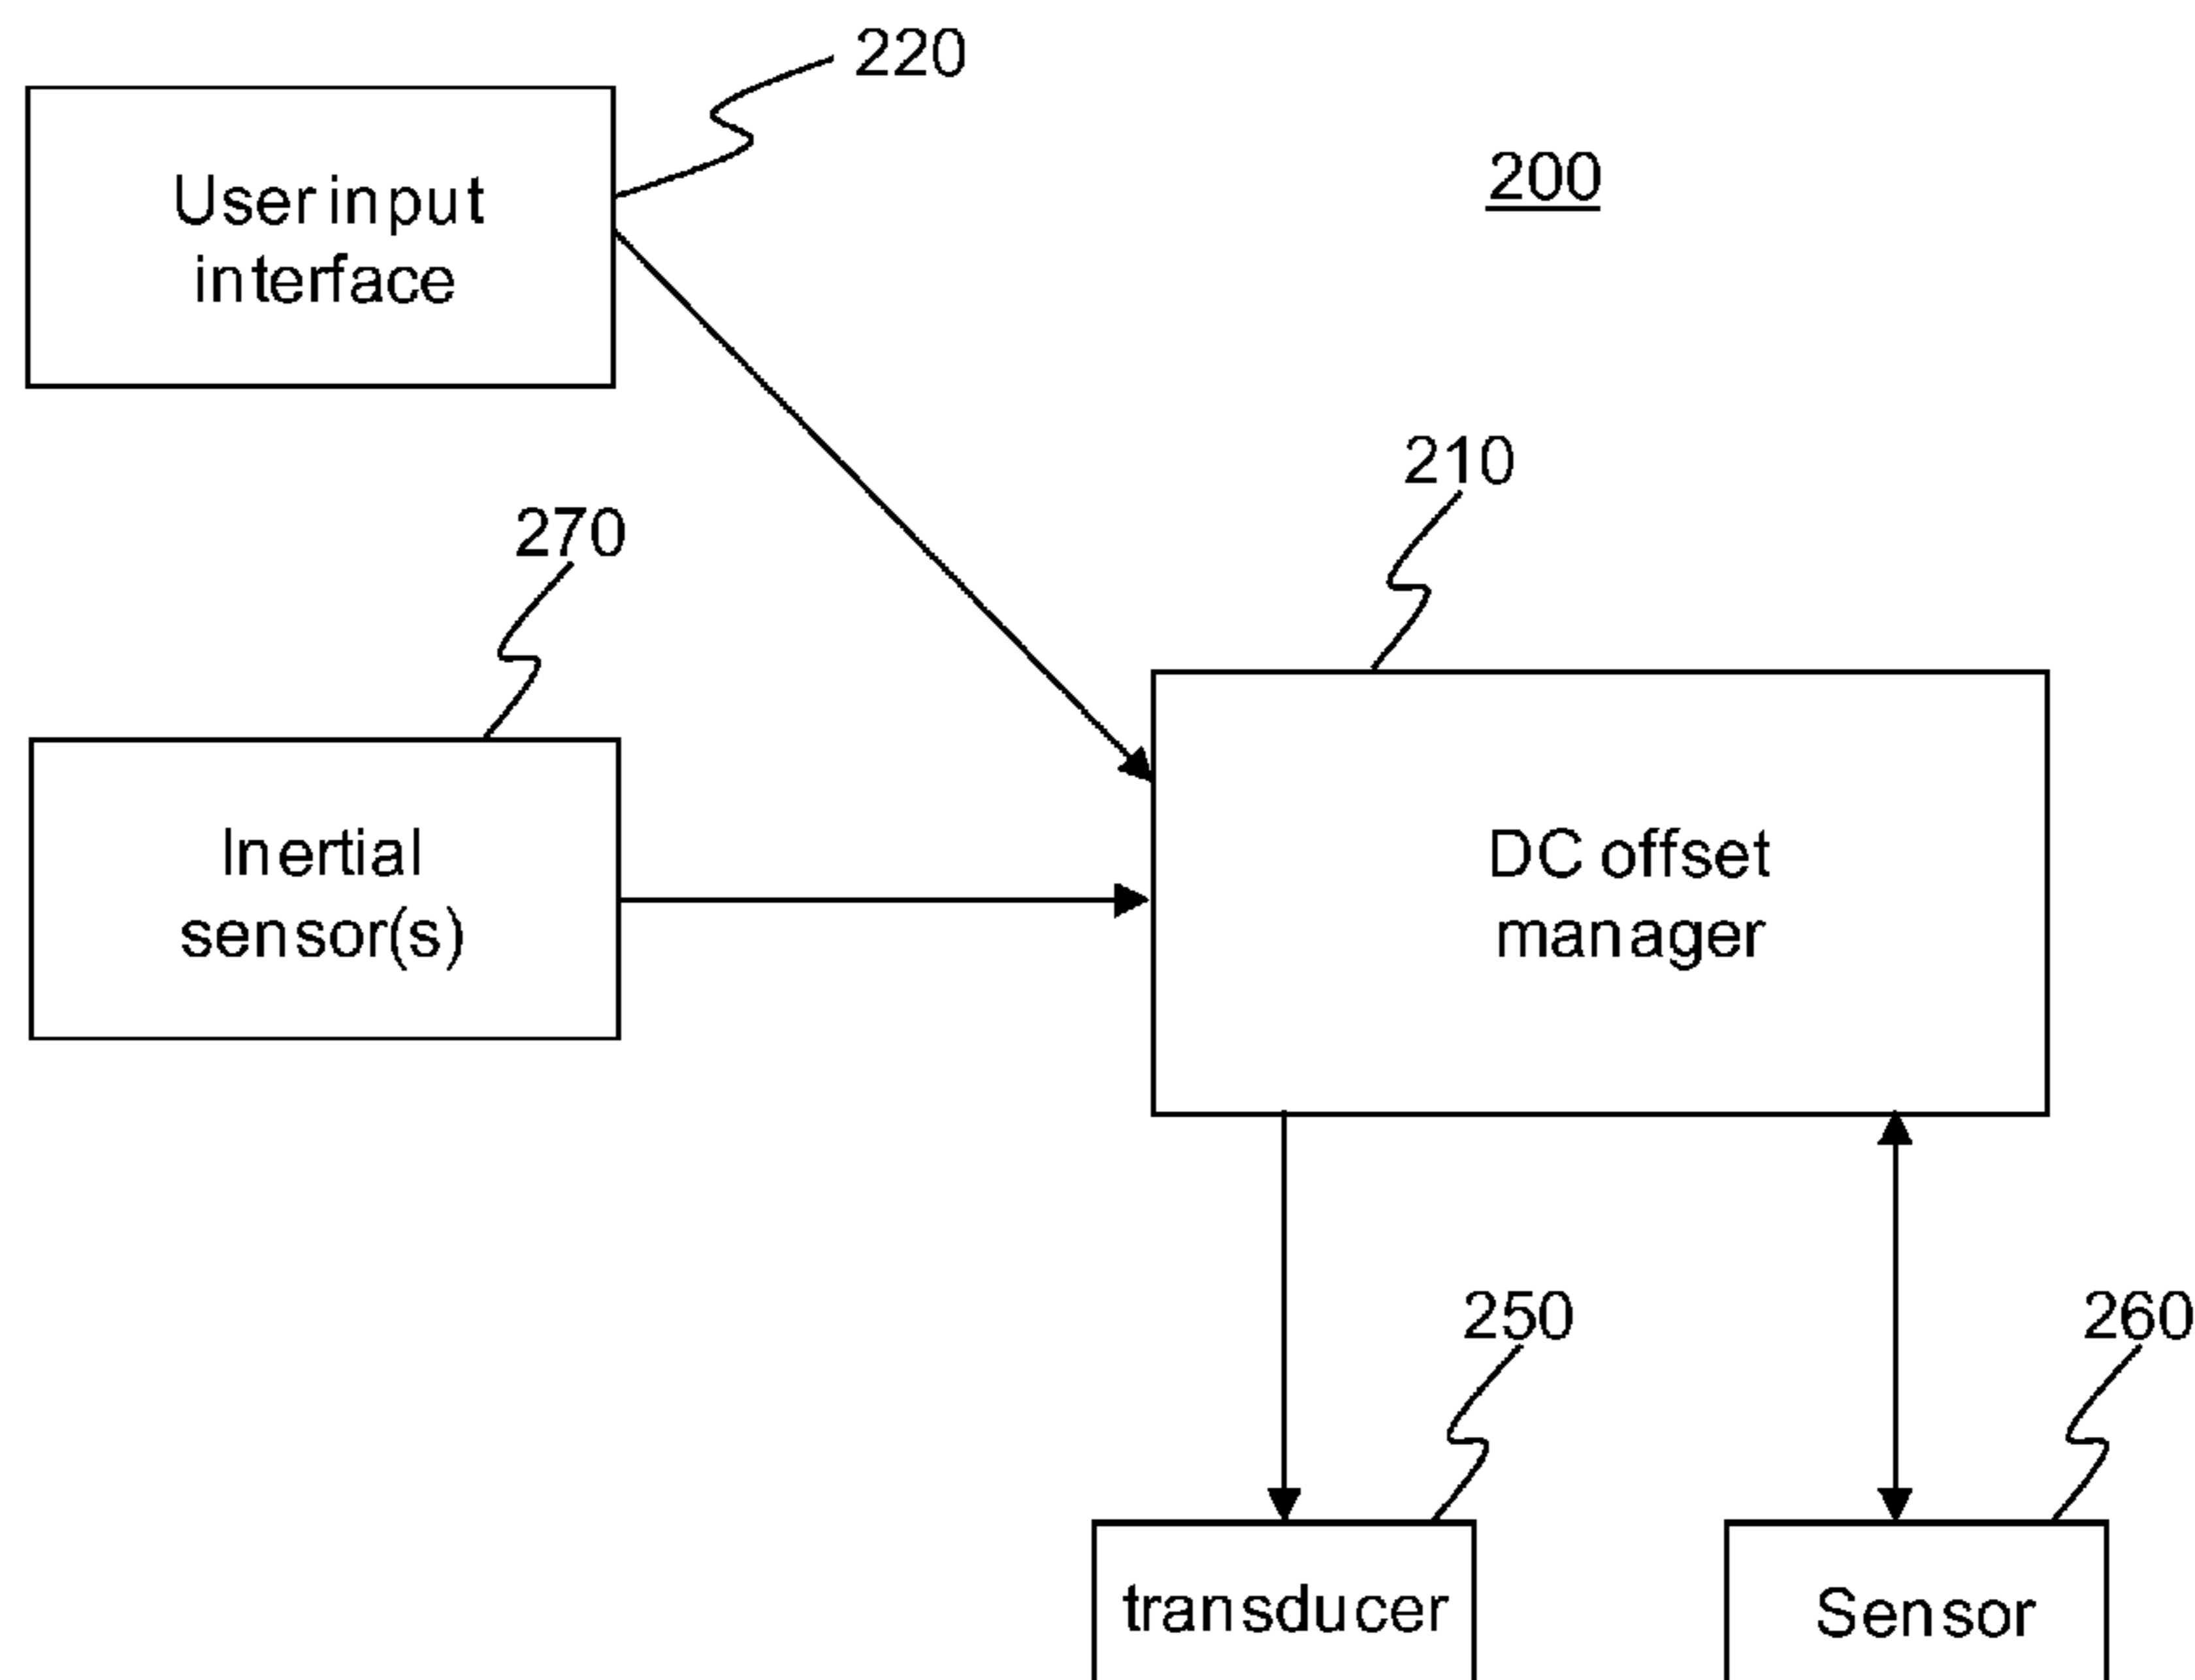 220
User input
interface
200
210
270
Inertial
sensor(s)
DC offset
manager
250
260
transducer
Sensor